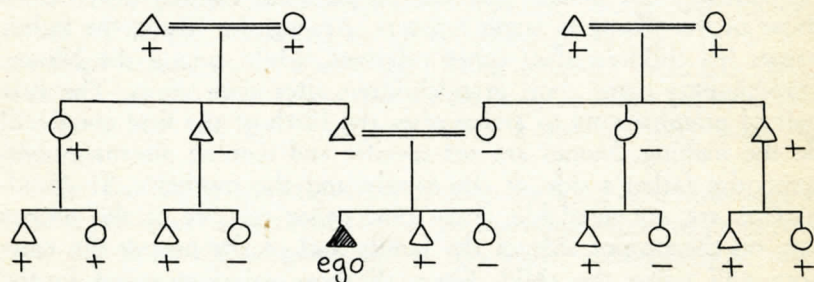 + + + +
+ − − +
+ + + − ego + − + − + +